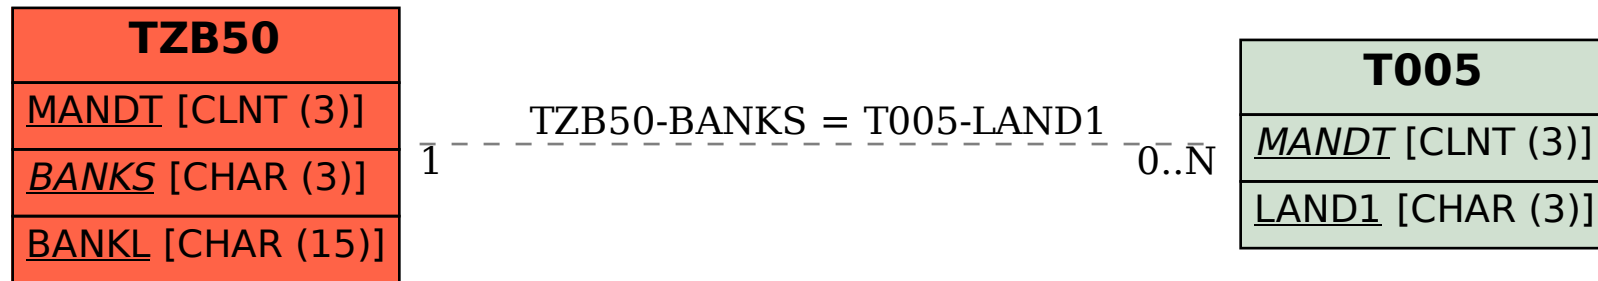 TZB50
MANDT [CLNT (3)]
BANKS [CHAR (3)]
BANKL [CHAR (15)]
TZB50-BANKS = T005-LAND1
1
0..N
T005
MANDT [CLNT (3)]
LAND1 [CHAR (3)]